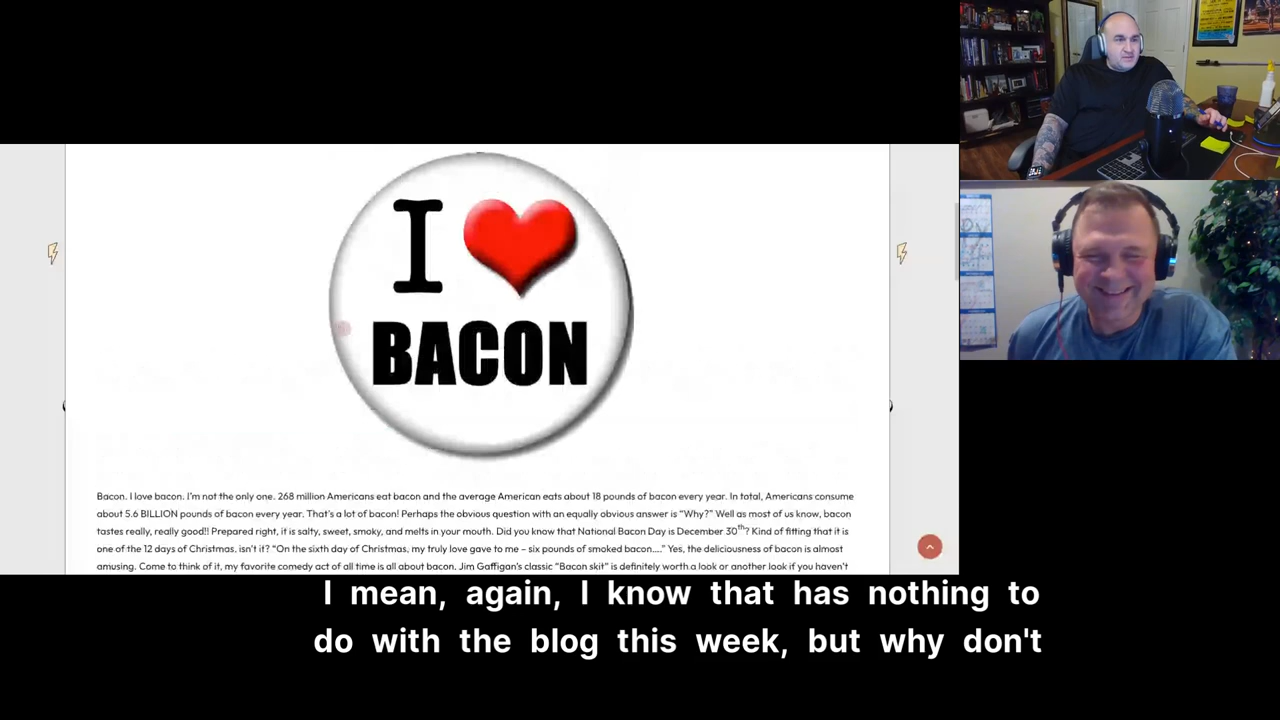 I
BACON
Bacon. I love bacon. I'm not the only one. 268 million Americans eat bacon and the average American eats about 18 pounds of bacon every year. In total, Americans consume
about 5.6 BILLION pounds of bacon every year. That's a lot of bacon! Perhaps the obvious question with an equally obvious answer is “Why?” Well as most of us know, bacon
tastes really, really good!! Prepared right, it is salty, sweet, smoky, and melts in your mouth. Did you know that National Bacon Day is December 30th? Kind of fitting that it is
one of the 12 days of Christmas, isn't it? “On the sixth day of Christmas, my truly love gave to me – six pounds of smoked bacon....” Yes, the deliciousness of bacon is almost
amusing. Come to think of it, my favorite comedy act of all time is all about bacon. Jim Gaffigan's classic “Bacon skit” is definitely worth a look or another look if you haven't
I mean, again, I know that has nothing to
do with the blog this week, but why don't